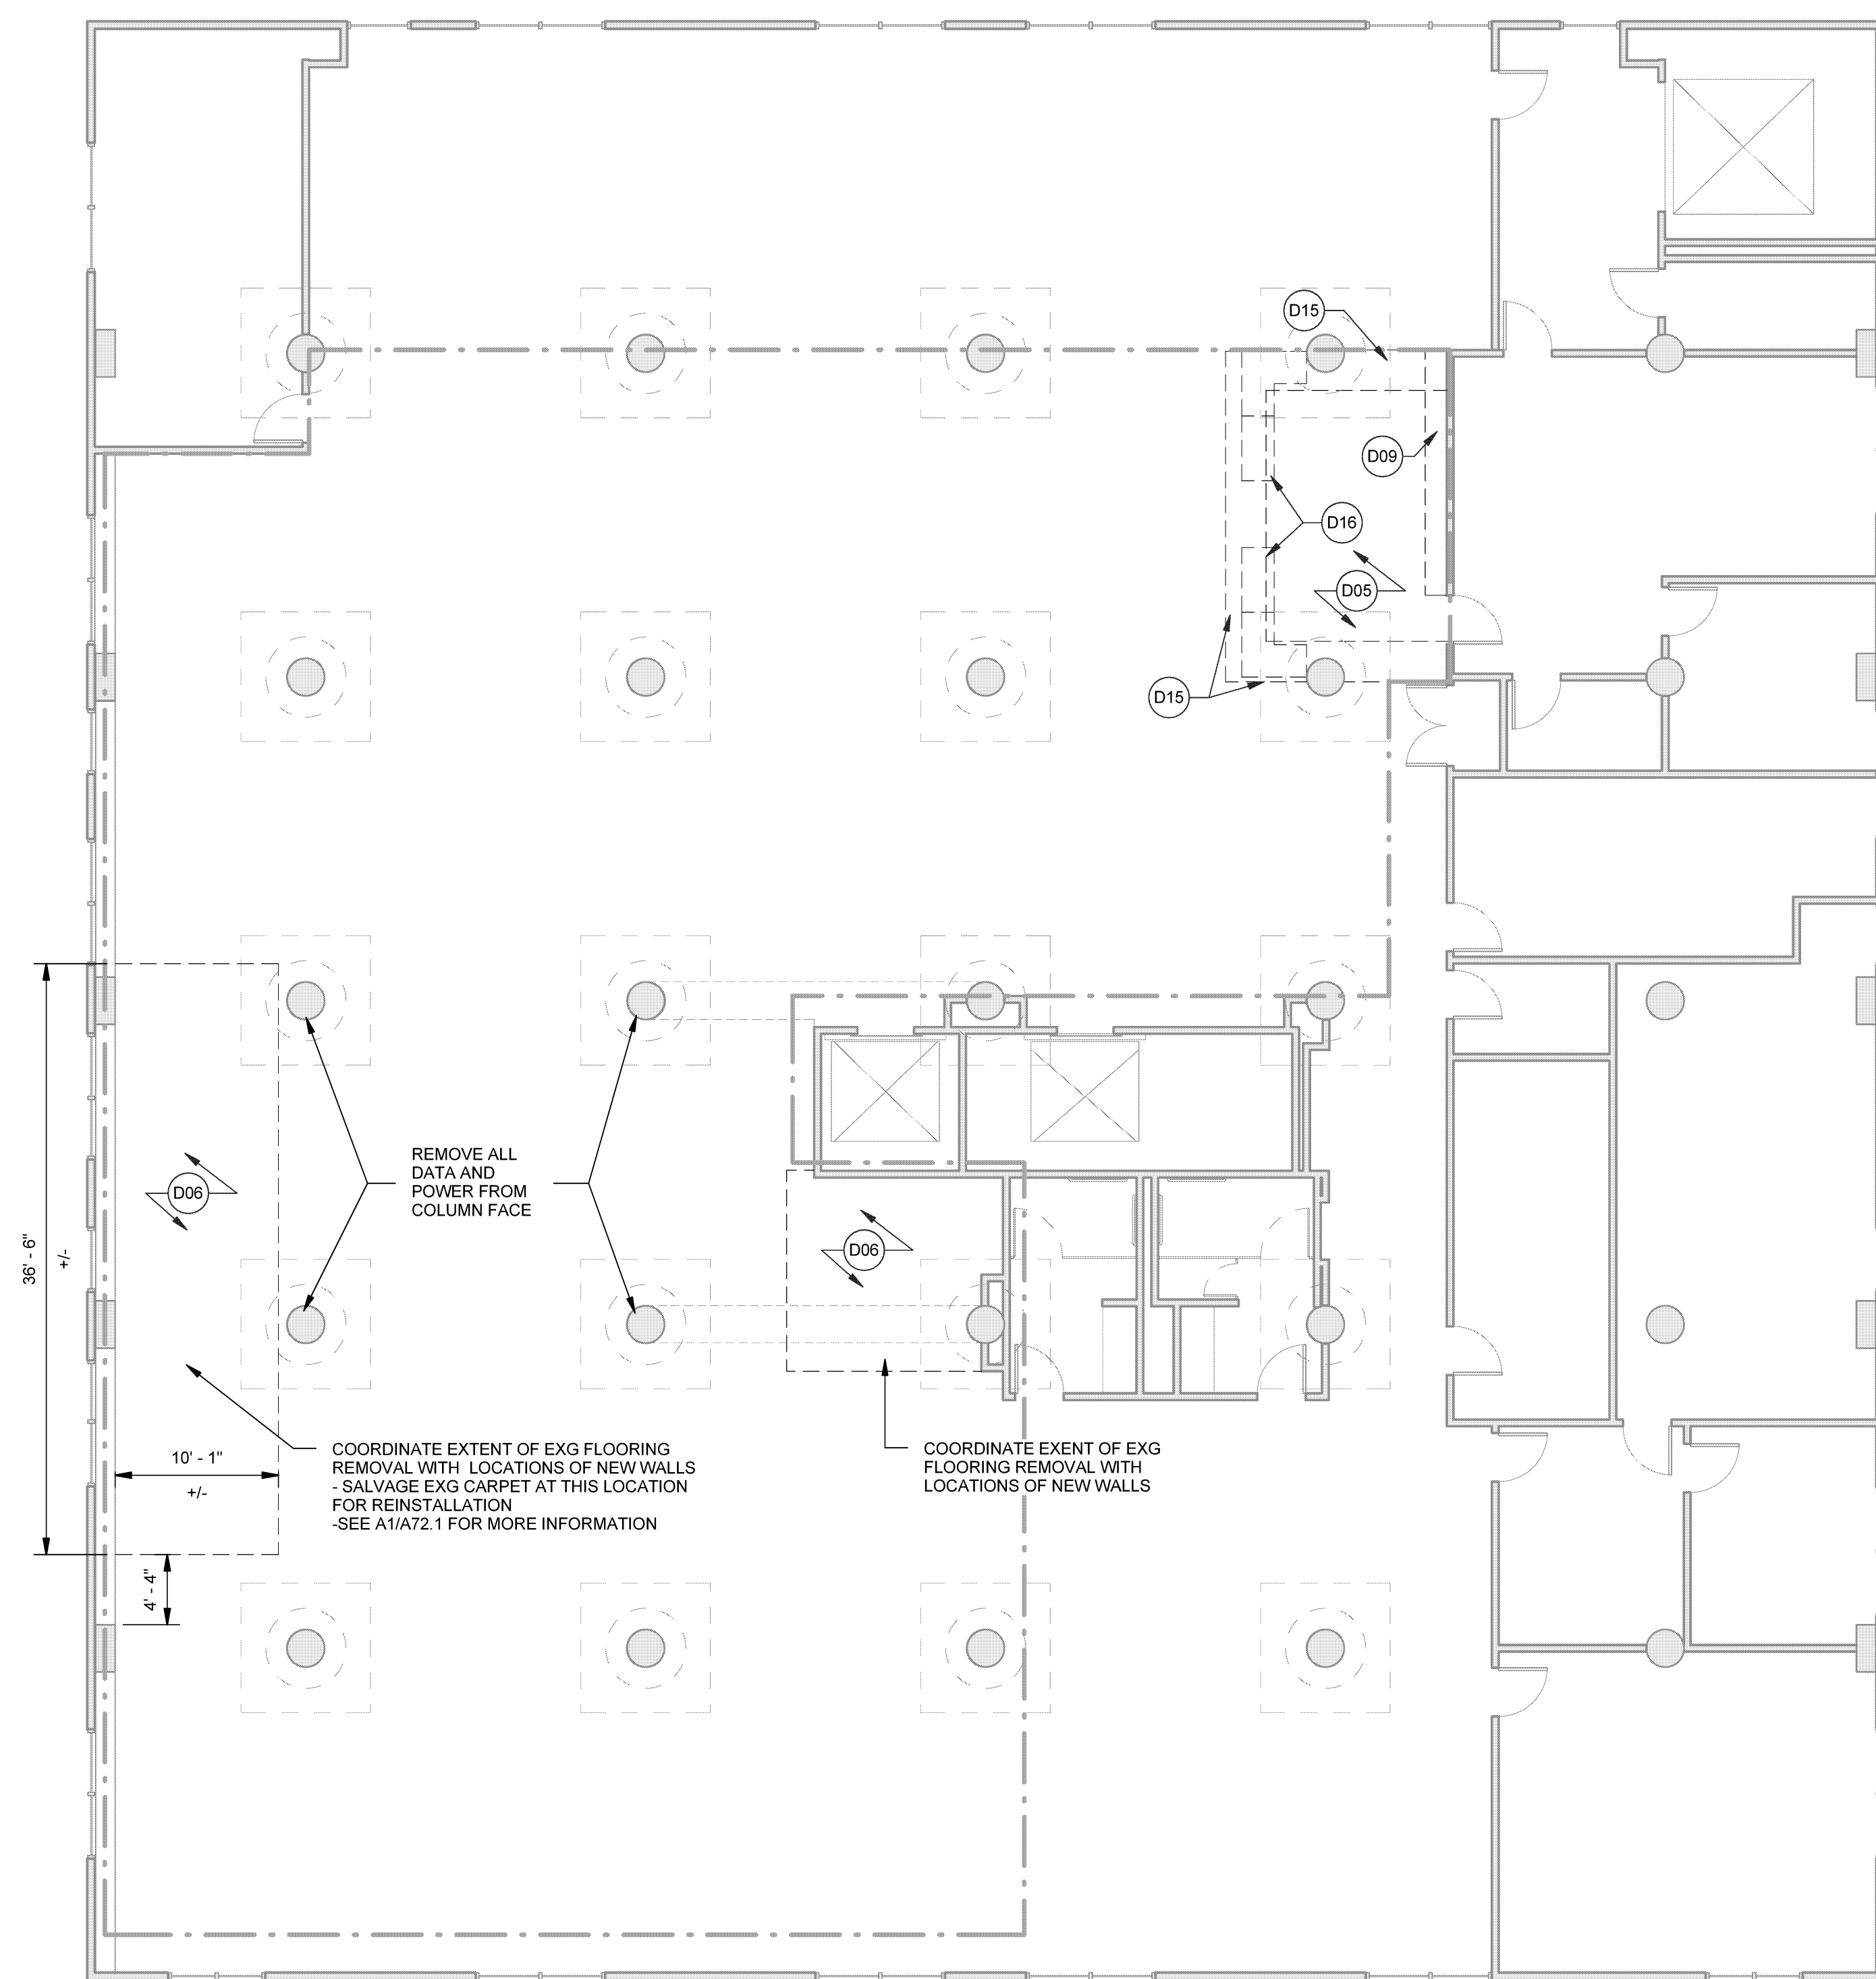 D15
D09
D16
D05
D15
REMOVE ALL
DATA AND
POWER FROM
COLUMN FACE
D06
D06
36' - 6"
+/-
COORDINATE EXTENT OF EXG FLOORING
REMOVAL WITH LOCATIONS OF NEW WALLS
- SALVAGE EXG CARPET AT THIS LOCATION
FOR REINSTALLATION
-SEE A1/A72.1 FOR MORE INFORMATION
COORDINATE EXENT OF EXG
FLOORING REMOVAL WITH
LOCATIONS OF NEW WALLS
10' - 1"
+/-
4' - 4"